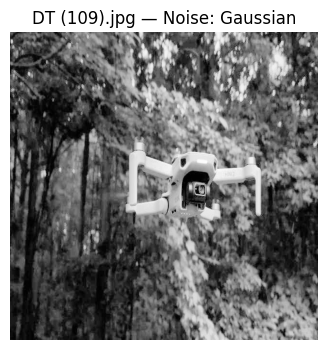 DT (109).jpg — Noise: Gaussian